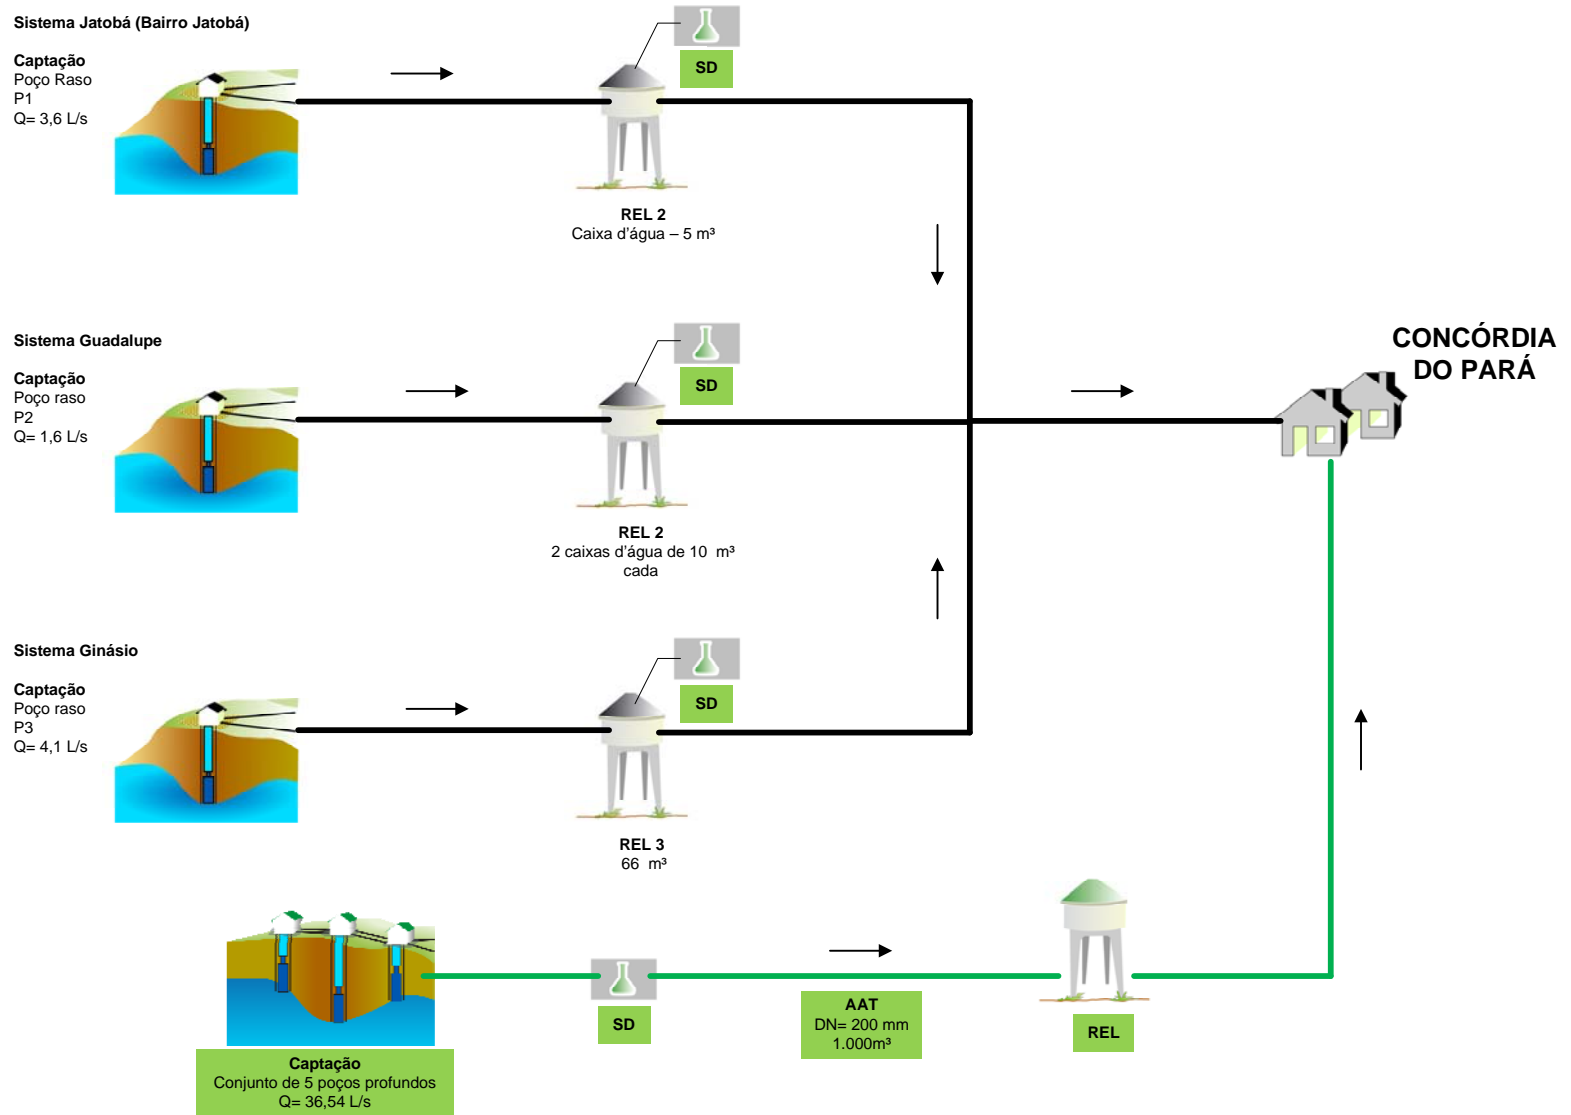 Sistema Jatobá (Bairro Jatobá)
Captação
Poço Raso
P1
Q= 3,6 L/s
SD
REL 2
Caixa d'água – 5 m³
Sistema Guadalupe
Captação
Poço raso
P2
Q= 1,6 L/s
SD
REL 2
2 caixas d'água de 10 m³
cada
CONCÓRDIA
DO PARÁ
Sistema Ginásio
Captação
Poço raso
P3
Q= 4,1 L/s
SD
REL 3
66 m³
Captação
Conjunto de 5 poços profundos
Q= 36,54 L/s
SD
AAT
DN= 200 mm
1.000m³
REL